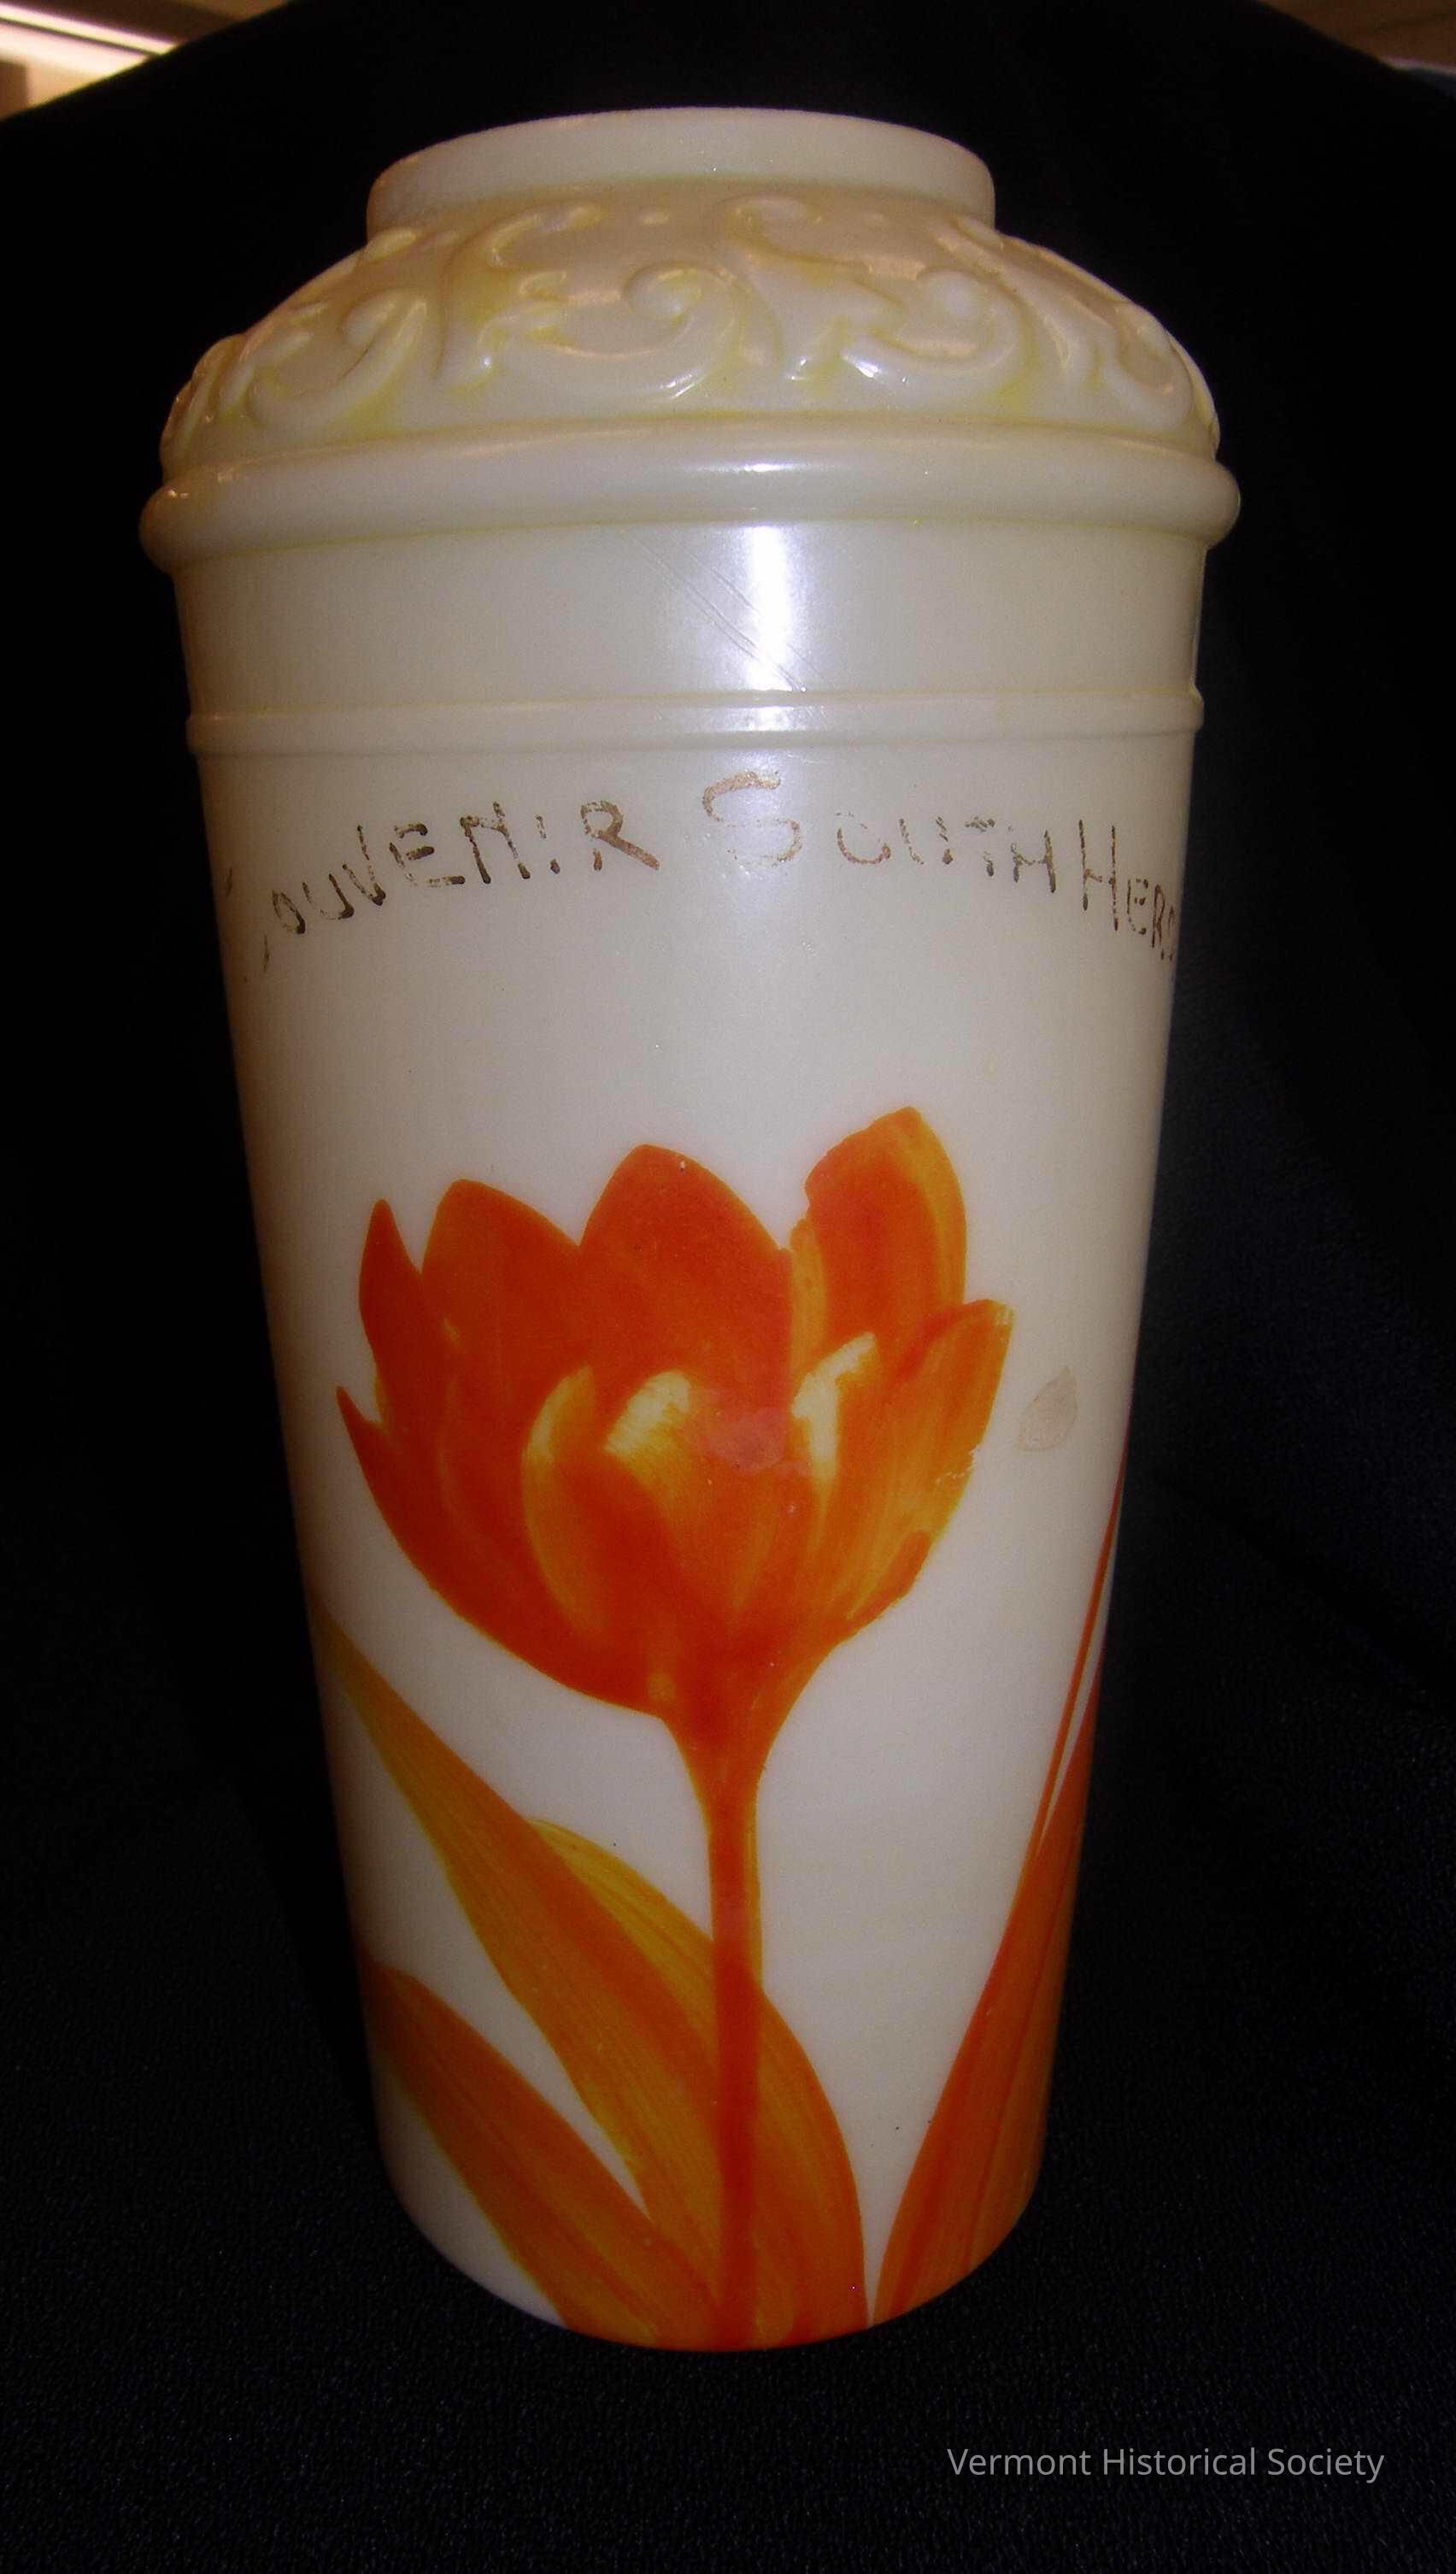 SOUVENIR SOUTH HERO
Vermont Historical Society